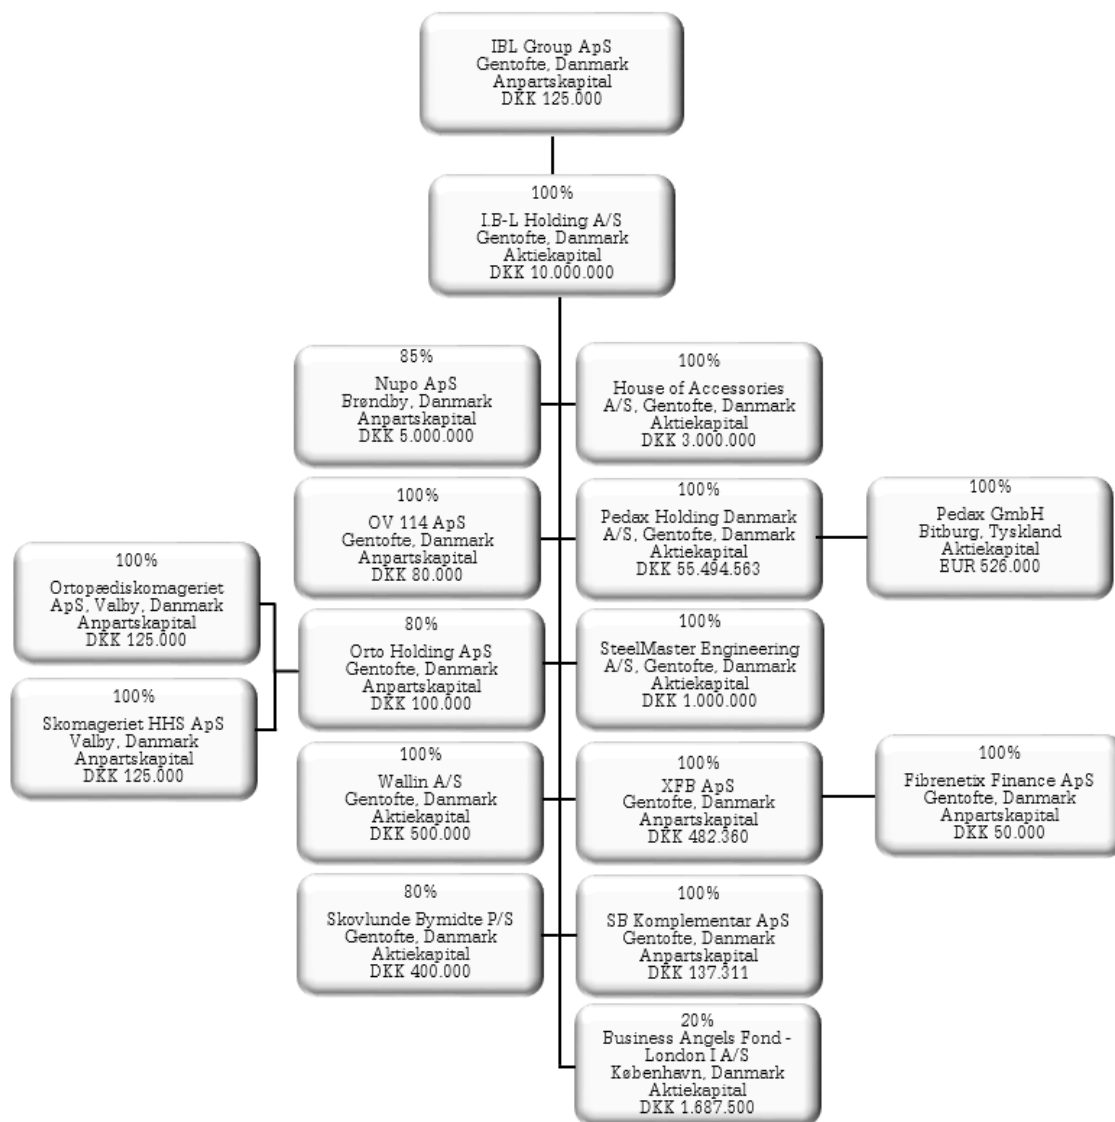 IBL Group ApS
Gentofte, Danmark
Anpartskapital
DKK 125.000
100%
I.B-L Holding A/S
Gentofte, Danmark
Aktiekapital
DKK 10.000.000
85%
Nupo ApS
Brøndby, Danmark
Anpartskapital
DKK 5.000.000
100%
House of Accessories
A/S, Gentofte, Danmark
Aktiekapital
DKK 3.000.000
100%
OV 114 ApS
Gentofte, Danmark
Anpartskapital
DKK 80.000
100%
Pedax Holding Danmark
A/S, Gentofte, Danmark
Aktiekapital
DKK 55.494.563
100%
Pedax GmbH
Bitburg, Tyskland
Aktiekapital
EUR 526.000
100%
Ortopædiskomageriet
ApS, Valby, Danmark
Anpartskapital
DKK 125.000
80%
Orto Holding ApS
Gentofte, Danmark
Anpartskapital
DKK 100.000
100%
SteelMaster Engineering
A/S, Gentofte, Danmark
Aktiekapital
DKK 1.000.000
100%
Skomageriet HHS ApS
Valby, Danmark
Anpartskapital
DKK 125.000
100%
Wallin A/S
Gentofte, Danmark
Aktiekapital
DKK 500.000
100%
XFB ApS
Gentofte, Danmark
Anpartskapital
DKK 482.360
100%
Fibrenetix Finance ApS
Gentofte, Danmark
Anpartskapital
DKK 50.000
80%
Skovlunde Bymidte P/S
Gentofte, Danmark
Aktiekapital
DKK 400.000
100%
SB Komplementar ApS
Gentofte, Danmark
Anpartskapital
DKK 137.311
20%
Business Angels Fond -
London I A/S
København, Danmark
Aktiekapital
DKK 1.687.500